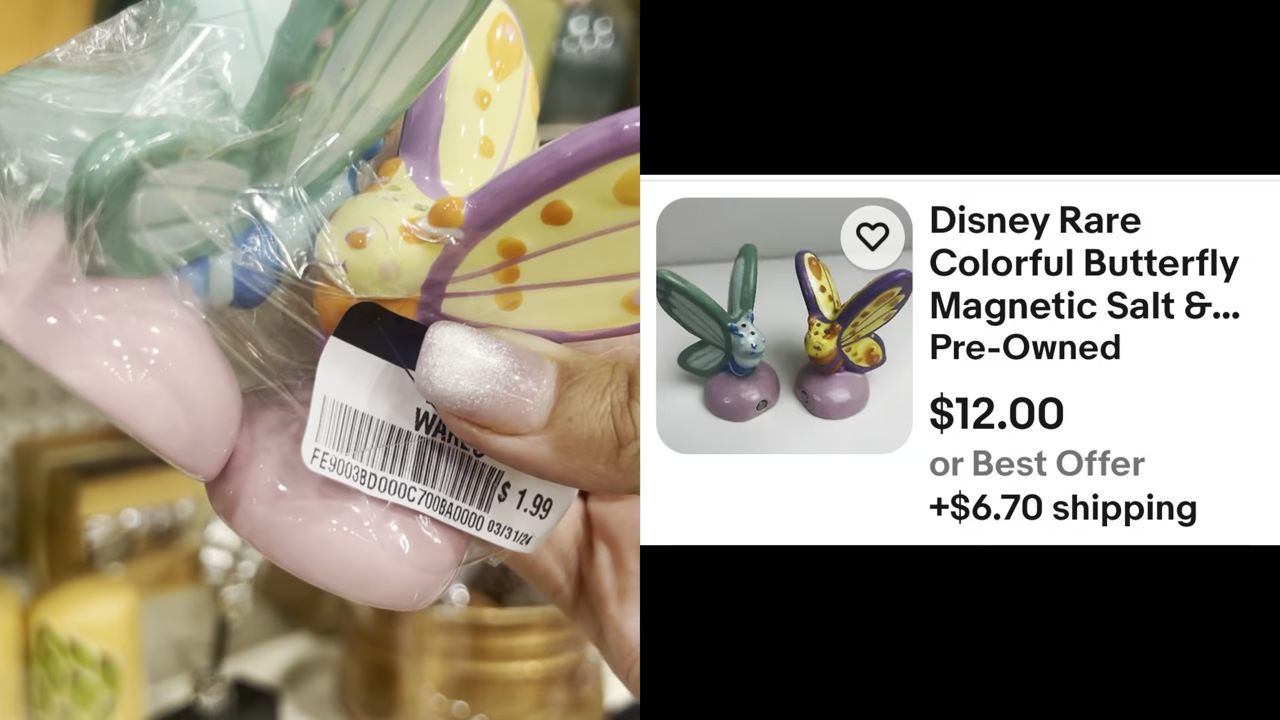 FE9003BD000C700BA0000 03/31/24
$ 1.99
Disney Rare
Colorful Butterfly
Magnetic Salt &...
Pre-Owned
$12.00
or Best Offer
+$6.70 shipping